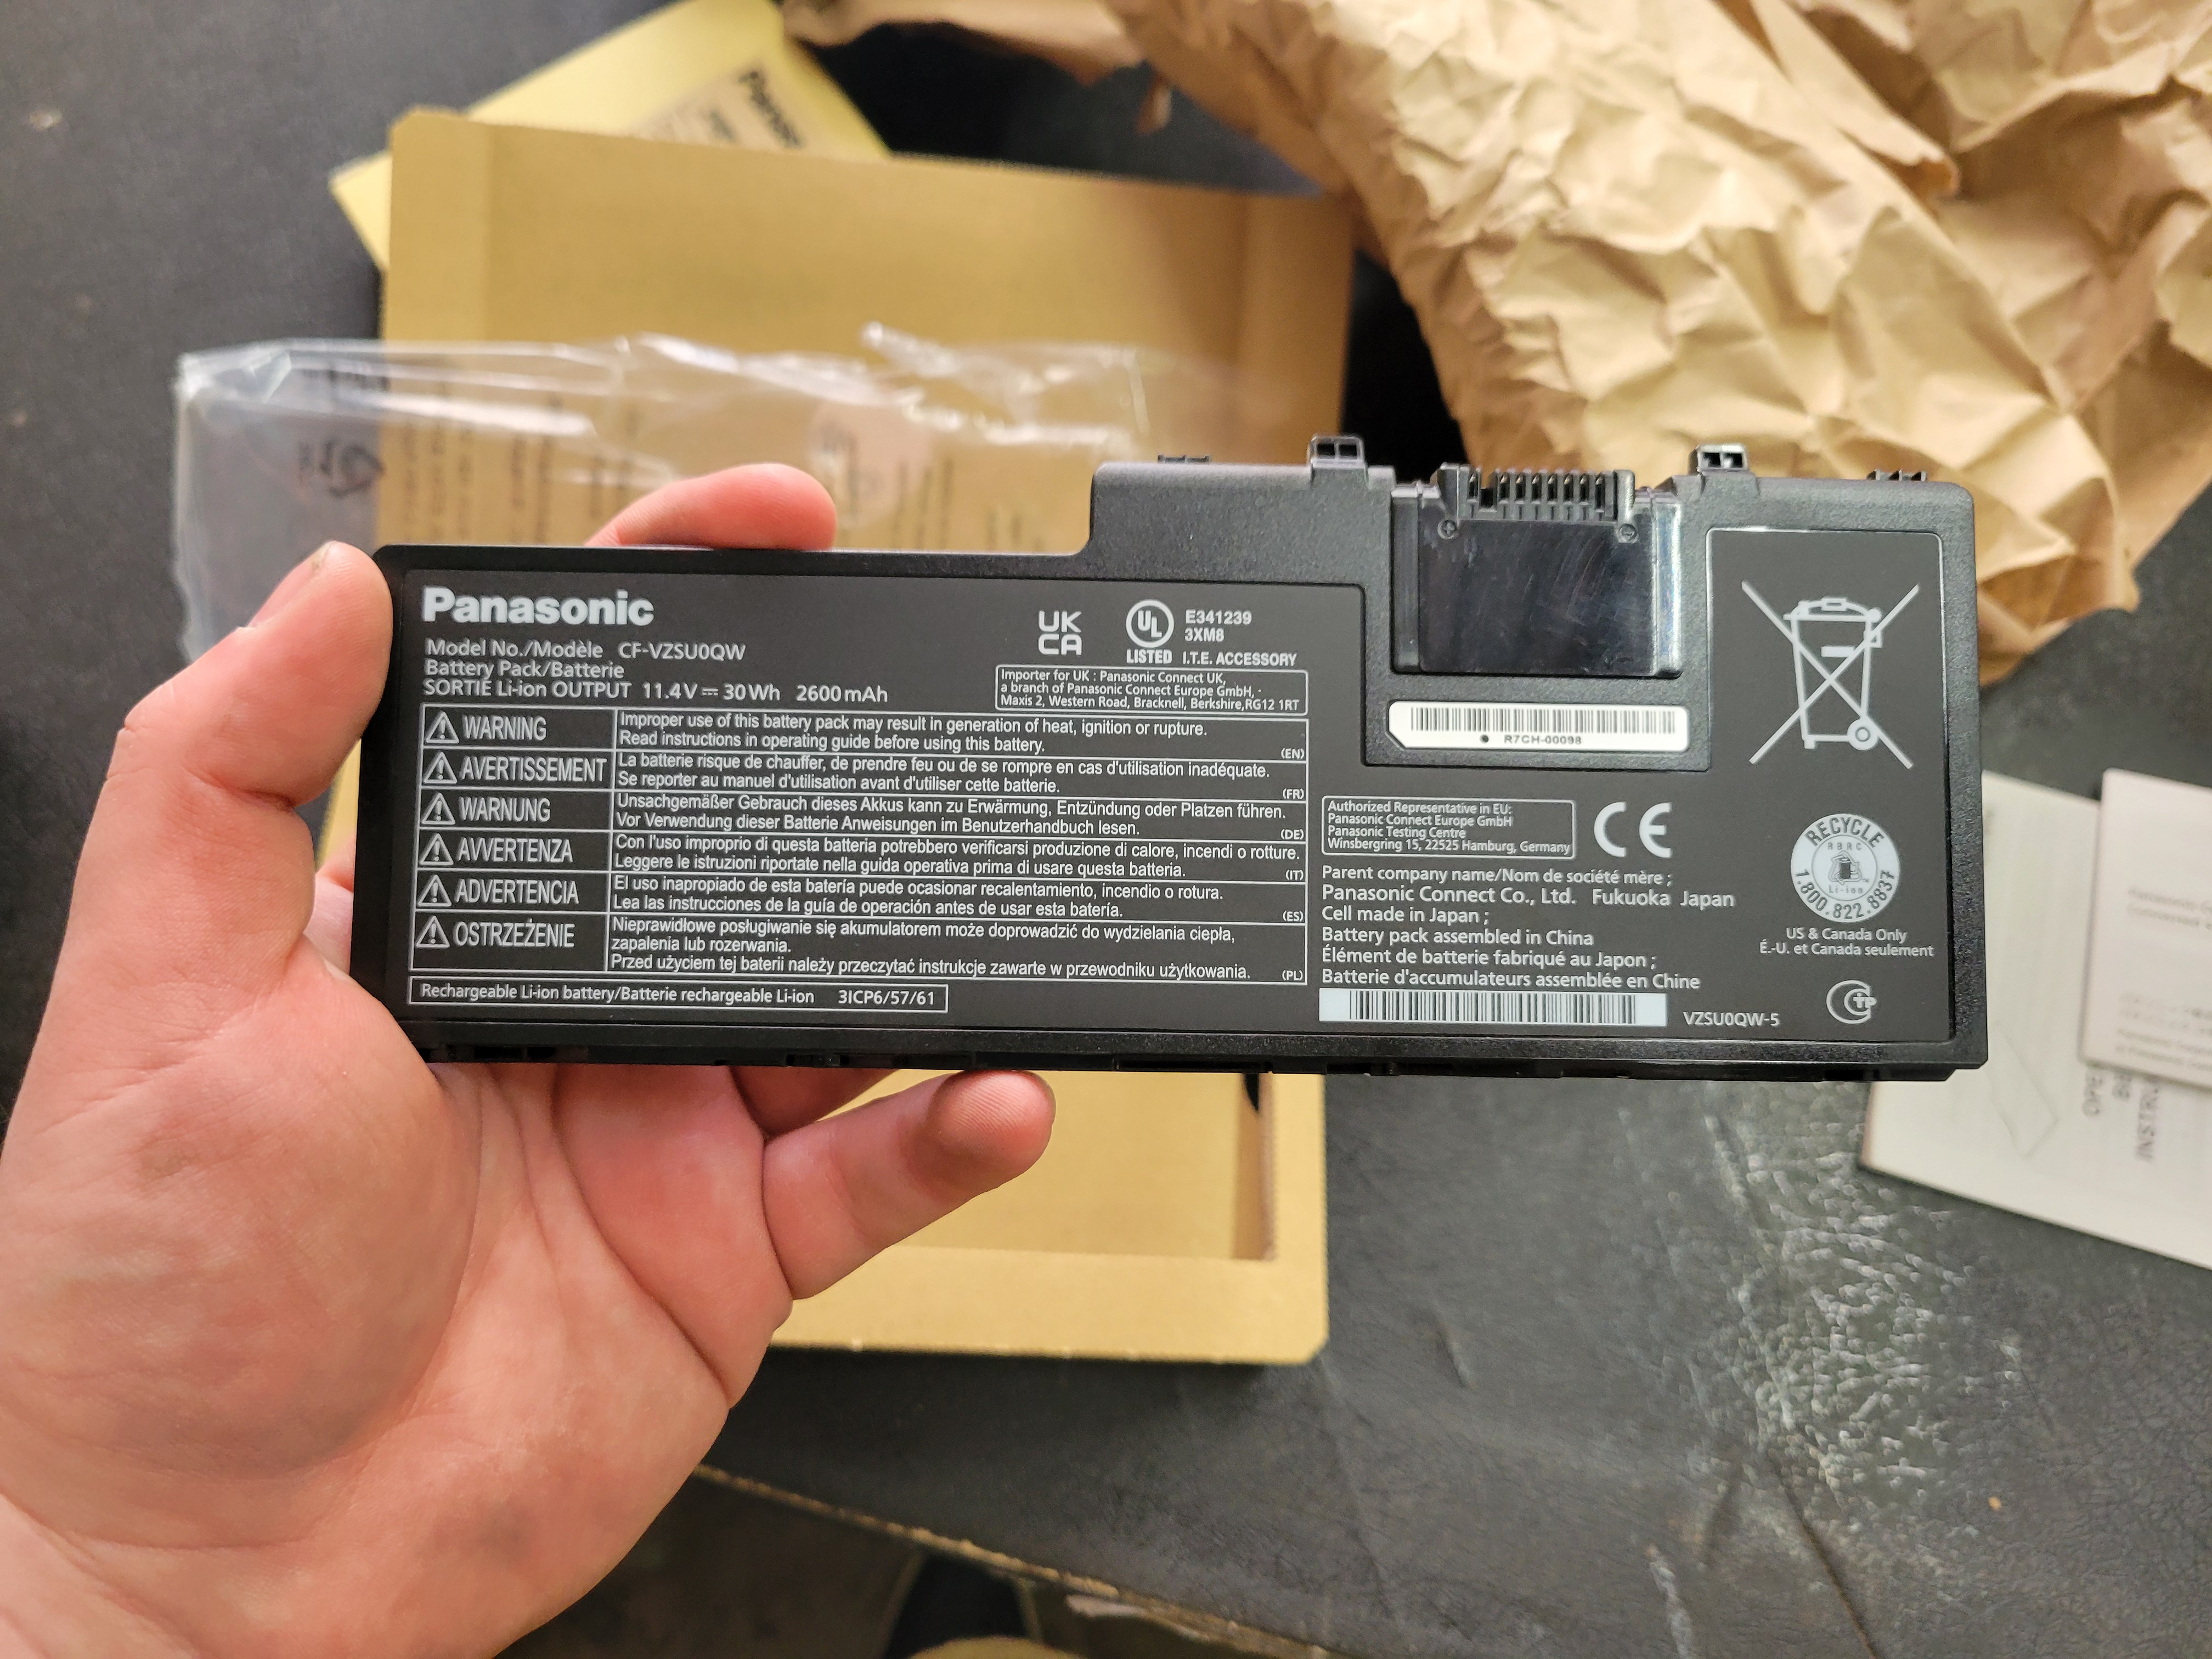 Panasonic
Panasonic
Model No./Modèle CF-VZSU0QW
Battery Pack/Batterie
SORTIE Li-ion OUTPUT 11.4V ⎓ 30Wh 2600mAh
UK
CA
UL
LISTED
E341239
3XM8
I.T.E. ACCESSORY
Importer for UK : Panasonic Connect UK,
a branch of Panasonic Connect Europe GmbH,
Maxis 2, Western Road, Bracknell, Berkshire,RG12 1RT
WARNING
Improper use of this battery pack may result in generation of heat, ignition or rupture.
Read instructions in operating guide before using this battery. (EN)
AVERTISSEMENT
La batterie risque de chauffer, de prendre feu ou de se rompre en cas d'utilisation inadéquate.
Se reporter au manuel d'utilisation avant d'utiliser cette batterie. (FR)
WARNUNG
Unsachgemäßer Gebrauch dieses Akkus kann zu Erwärmung, Entzündung oder Platzen führen.
Vor Verwendung dieser Batterie Anweisungen im Benutzerhandbuch lesen. (DE)
AVVERTENZA
Con l'uso improprio di questa batteria potrebbero verificarsi produzione di calore, incendi o rotture.
Leggere le istruzioni riportate nella guida operativa prima di usare questa batteria. (IT)
ADVERTENCIA
El uso inapropiado de esta batería puede ocasionar recalentamiento, incendio o rotura.
Lea las instrucciones de la guía de operación antes de usar esta batería. (ES)
OSTRZEŻENIE
Nieprawidłowe posługiwanie się akumulatorem może doprowadzić do wydzielania ciepła,
zapalenia lub rozerwania.
Przed użyciem tej baterii należy przeczytać instrukcje zawarte w przewodniku użytkowania. (PL)
Rechargeable Li-ion battery/Batterie rechargeable Li-ion 3ICP6/57/61
R7CH-00098
Authorized Representative in EU:
Panasonic Connect Europe GmbH
Panasonic Testing Centre
Winsbergring 15, 22525 Hamburg, Germany
CE
Parent company name/Nom de société mère ;
Panasonic Connect Co., Ltd. Fukuoka Japan
Cell made in Japan ;
Battery pack assembled in China
Élément de batterie fabriqué au Japon ;
Batterie d'accumulateurs assemblée en Chine
VZSU0QW-5
RECYCLE
RBRC
Li-ion
1.800.822.8837
US & Canada Only
É.-U. et Canada seulement